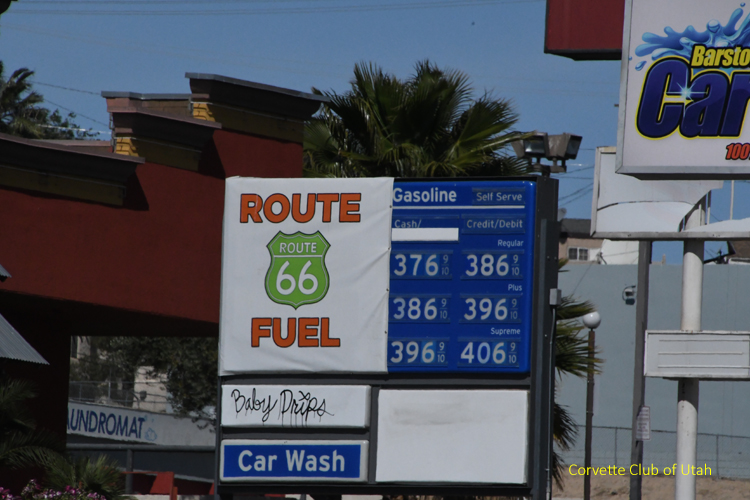 Barsto
Car
100
ROUTE
ROUTE
66
FUEL
Gasoline Self Serve
Cash/ Credit/Debit
Regular
376 9/10 386 9/10
Plus
386 9/10 396 9/10
Supreme
396 9/10 406 9/10
Baby Drips
Car Wash
UNDROMAT
Corvette Club of Utah